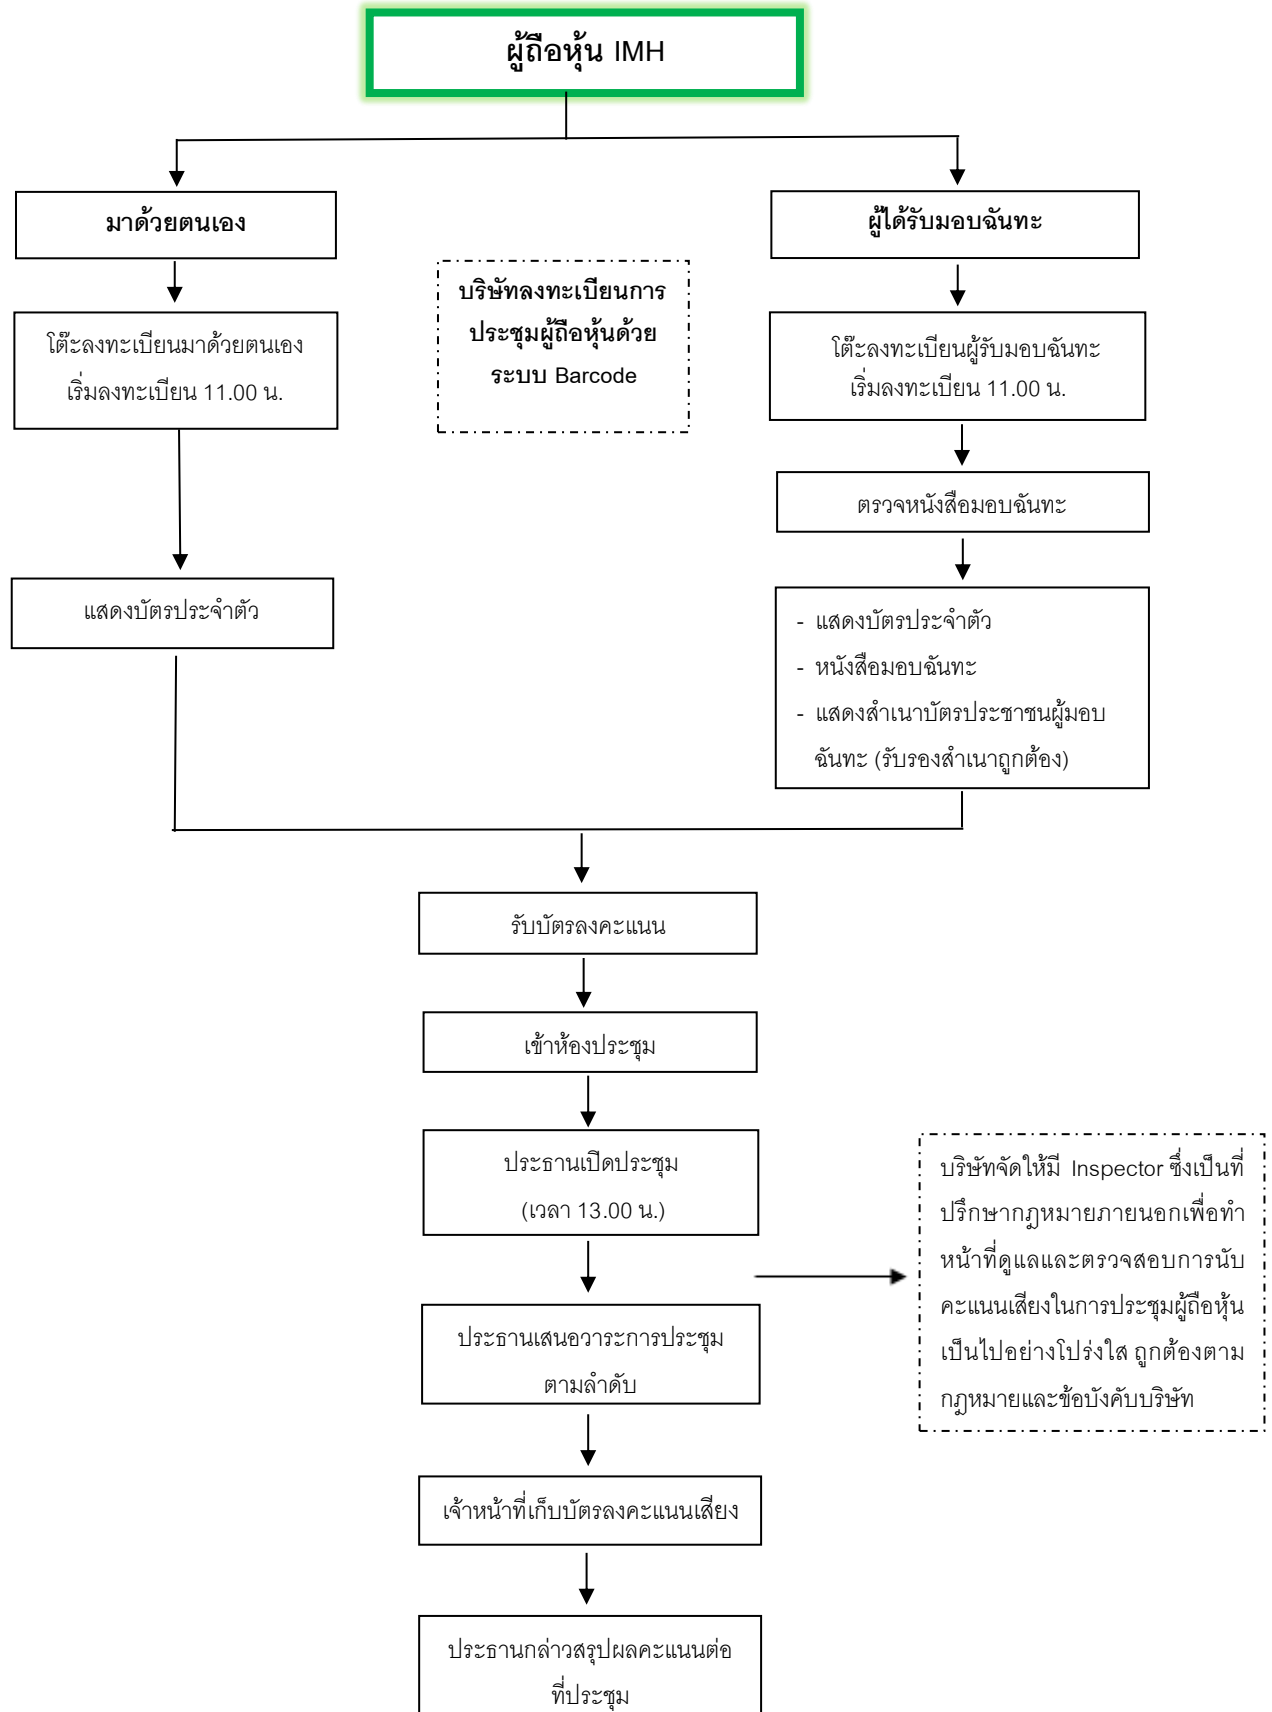 ผู้ถือหุ้น IMH
มาด้วยตนเอง
ผู้ได้รับมอบฉันทะ
บริษัทลงทะเบียนการ
ประชุมผู้ถือหุ้นด้วย
ระบบ Barcode
โต๊ะลงทะเบียนมาด้วยตนเอง
เริ่มลงทะเบียน 11.00 น.
โต๊ะลงทะเบียนผู้รับมอบฉันทะ
เริ่มลงทะเบียน 11.00 น.
ตรวจหนังสือมอบฉันทะ
แสดงบัตรประจำตัว
- แสดงบัตรประจำตัว
- หนังสือมอบฉันทะ
- แสดงสำเนาบัตรประชาชนผู้มอบ
ฉันทะ (รับรองสำเนาถูกต้อง)
รับบัตรลงคะแนน
เข้าห้องประชุม
ประธานเปิดประชุม
(เวลา 13.00 น.)
บริษัทจัดให้มี Inspector ซึ่งเป็นที่
ปรึกษากฎหมายภายนอกเพื่อทำ
หน้าที่ดูแลและตรวจสอบการนับ
คะแนนเสียงในการประชุมผู้ถือหุ้น
เป็นไปอย่างโปร่งใส ถูกต้องตาม
กฎหมายและข้อบังคับบริษัท
ประธานเสนอวาระการประชุม
ตามลำดับ
เจ้าหน้าที่เก็บบัตรลงคะแนนเสียง
ประธานกล่าวสรุปผลคะแนนต่อ
ที่ประชุม